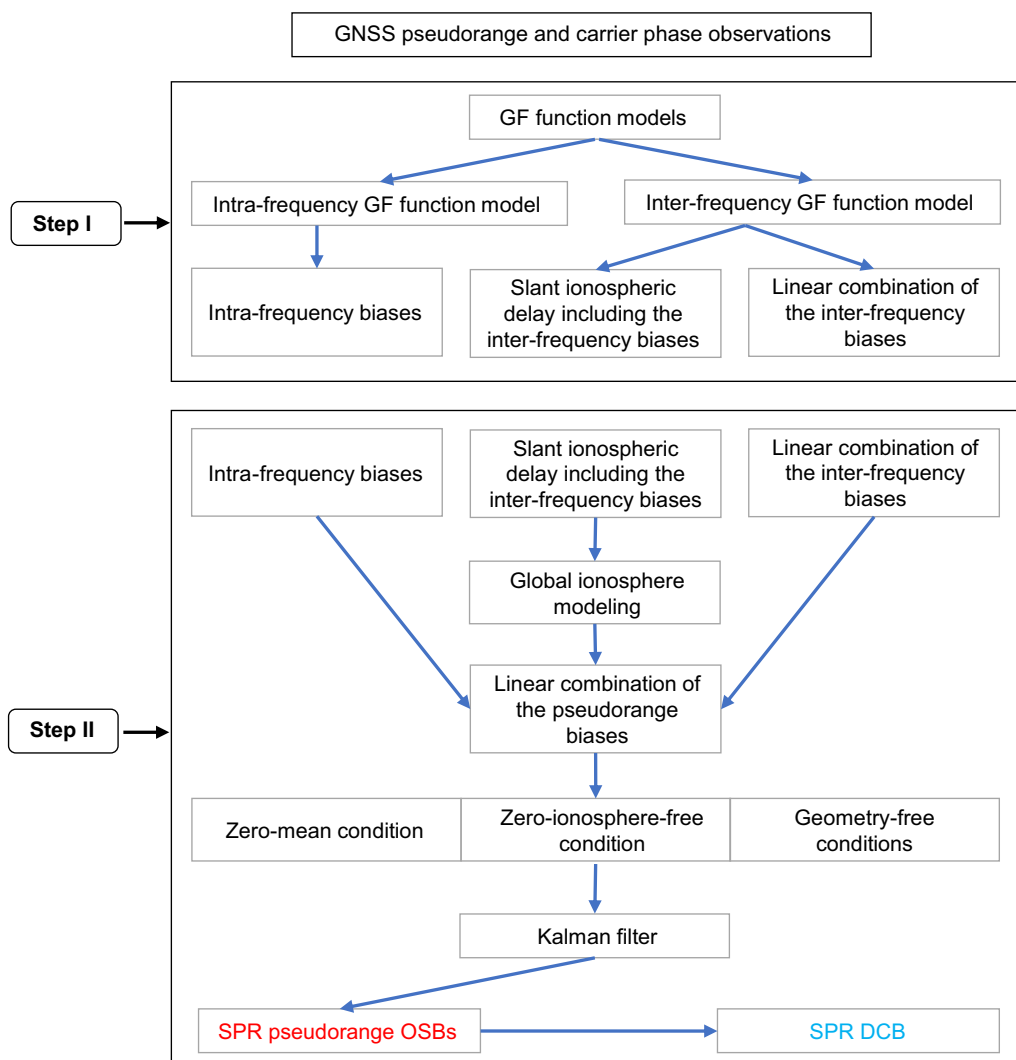 GNSS pseudorange and carrier phase observations
GF function models
Step I
Intra-frequency GF function model
Inter-frequency GF function model
Intra-frequency biases
Slant ionospheric
delay including the
inter-frequency biases
Linear combination of
the inter-frequency
biases
Intra-frequency biases
Slant ionospheric
delay including the
inter-frequency biases
Linear combination of
the inter-frequency
biases
Global ionosphere
modeling
Step II
Linear combination of
the pseudorange
biases
Zero-mean condition
Zero-ionosphere-free
condition
Geometry-free
conditions
Kalman filter
SPR pseudorange OSBs
SPR DCB